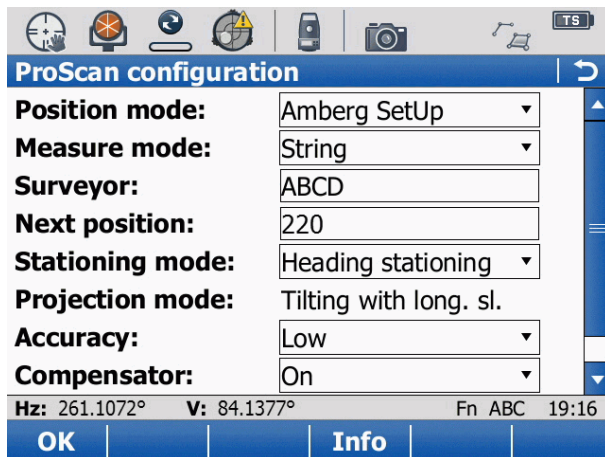 TS
ProScan configuration
Position mode: Amberg SetUp
Measure mode: String
Surveyor: ABCD
Next position: 220
Stationing mode: Heading stationing
Projection mode: Tilting with long. sl.
Accuracy: Low
Compensator: On
Hz: 261.1072° V: 84.1377° Fn ABC 19:16
OK Info